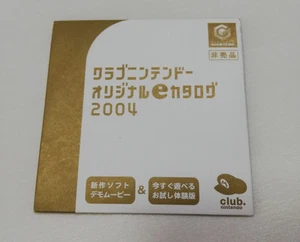 非売品
クラブニンテンドー
オリジナルeカタログ
2004
新作ソフト
デモムービー
&
今すぐ遊べる
お試し体験版
club.
nintendo